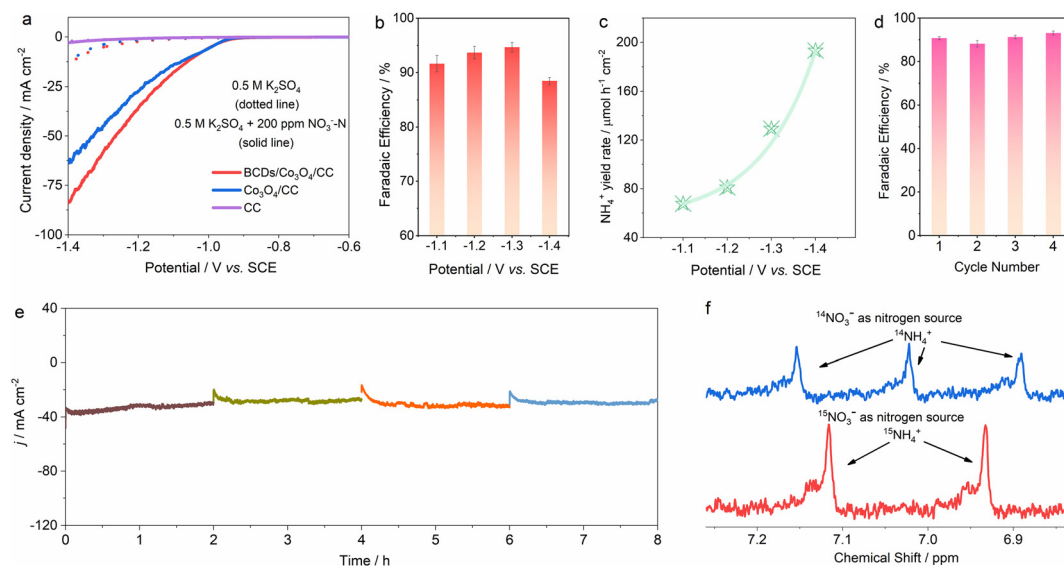 a
0
-25
-50
-75
-100
-1.4
-1.2
-1.0
-0.8
-0.6
Current density / mA cm⁻²
Potential / V vs. SCE
0.5 M K₂SO₄
(dotted line)
0.5 M K₂SO₄ + 200 ppm NO₃⁻-N
(solid line)
BCDs/Co₃O₄/CC
Co₃O₄/CC
CC
b
100
95
90
85
80
60
-1.1
-1.2
-1.3
-1.4
Faradaic Efficiency / %
Potential / V vs. SCE
c
200
160
120
80
40
-1.1
-1.2
-1.3
-1.4
NH₄⁺ yield rate / μmol h⁻¹ cm⁻²
Potential / V vs. SCE
d
100
80
60
40
20
0
1
2
3
4
Faradaic Efficiency / %
Cycle Number
e
40
0
-40
-80
-120
0
1
2
3
4
5
6
7
8
j / mA cm⁻²
Time / h
f
¹⁴NO₃⁻ as nitrogen source
¹⁴NH₄⁺
¹⁵NO₃⁻ as nitrogen source
¹⁵NH₄⁺
7.2
7.1
7.0
6.9
Chemical Shift / ppm